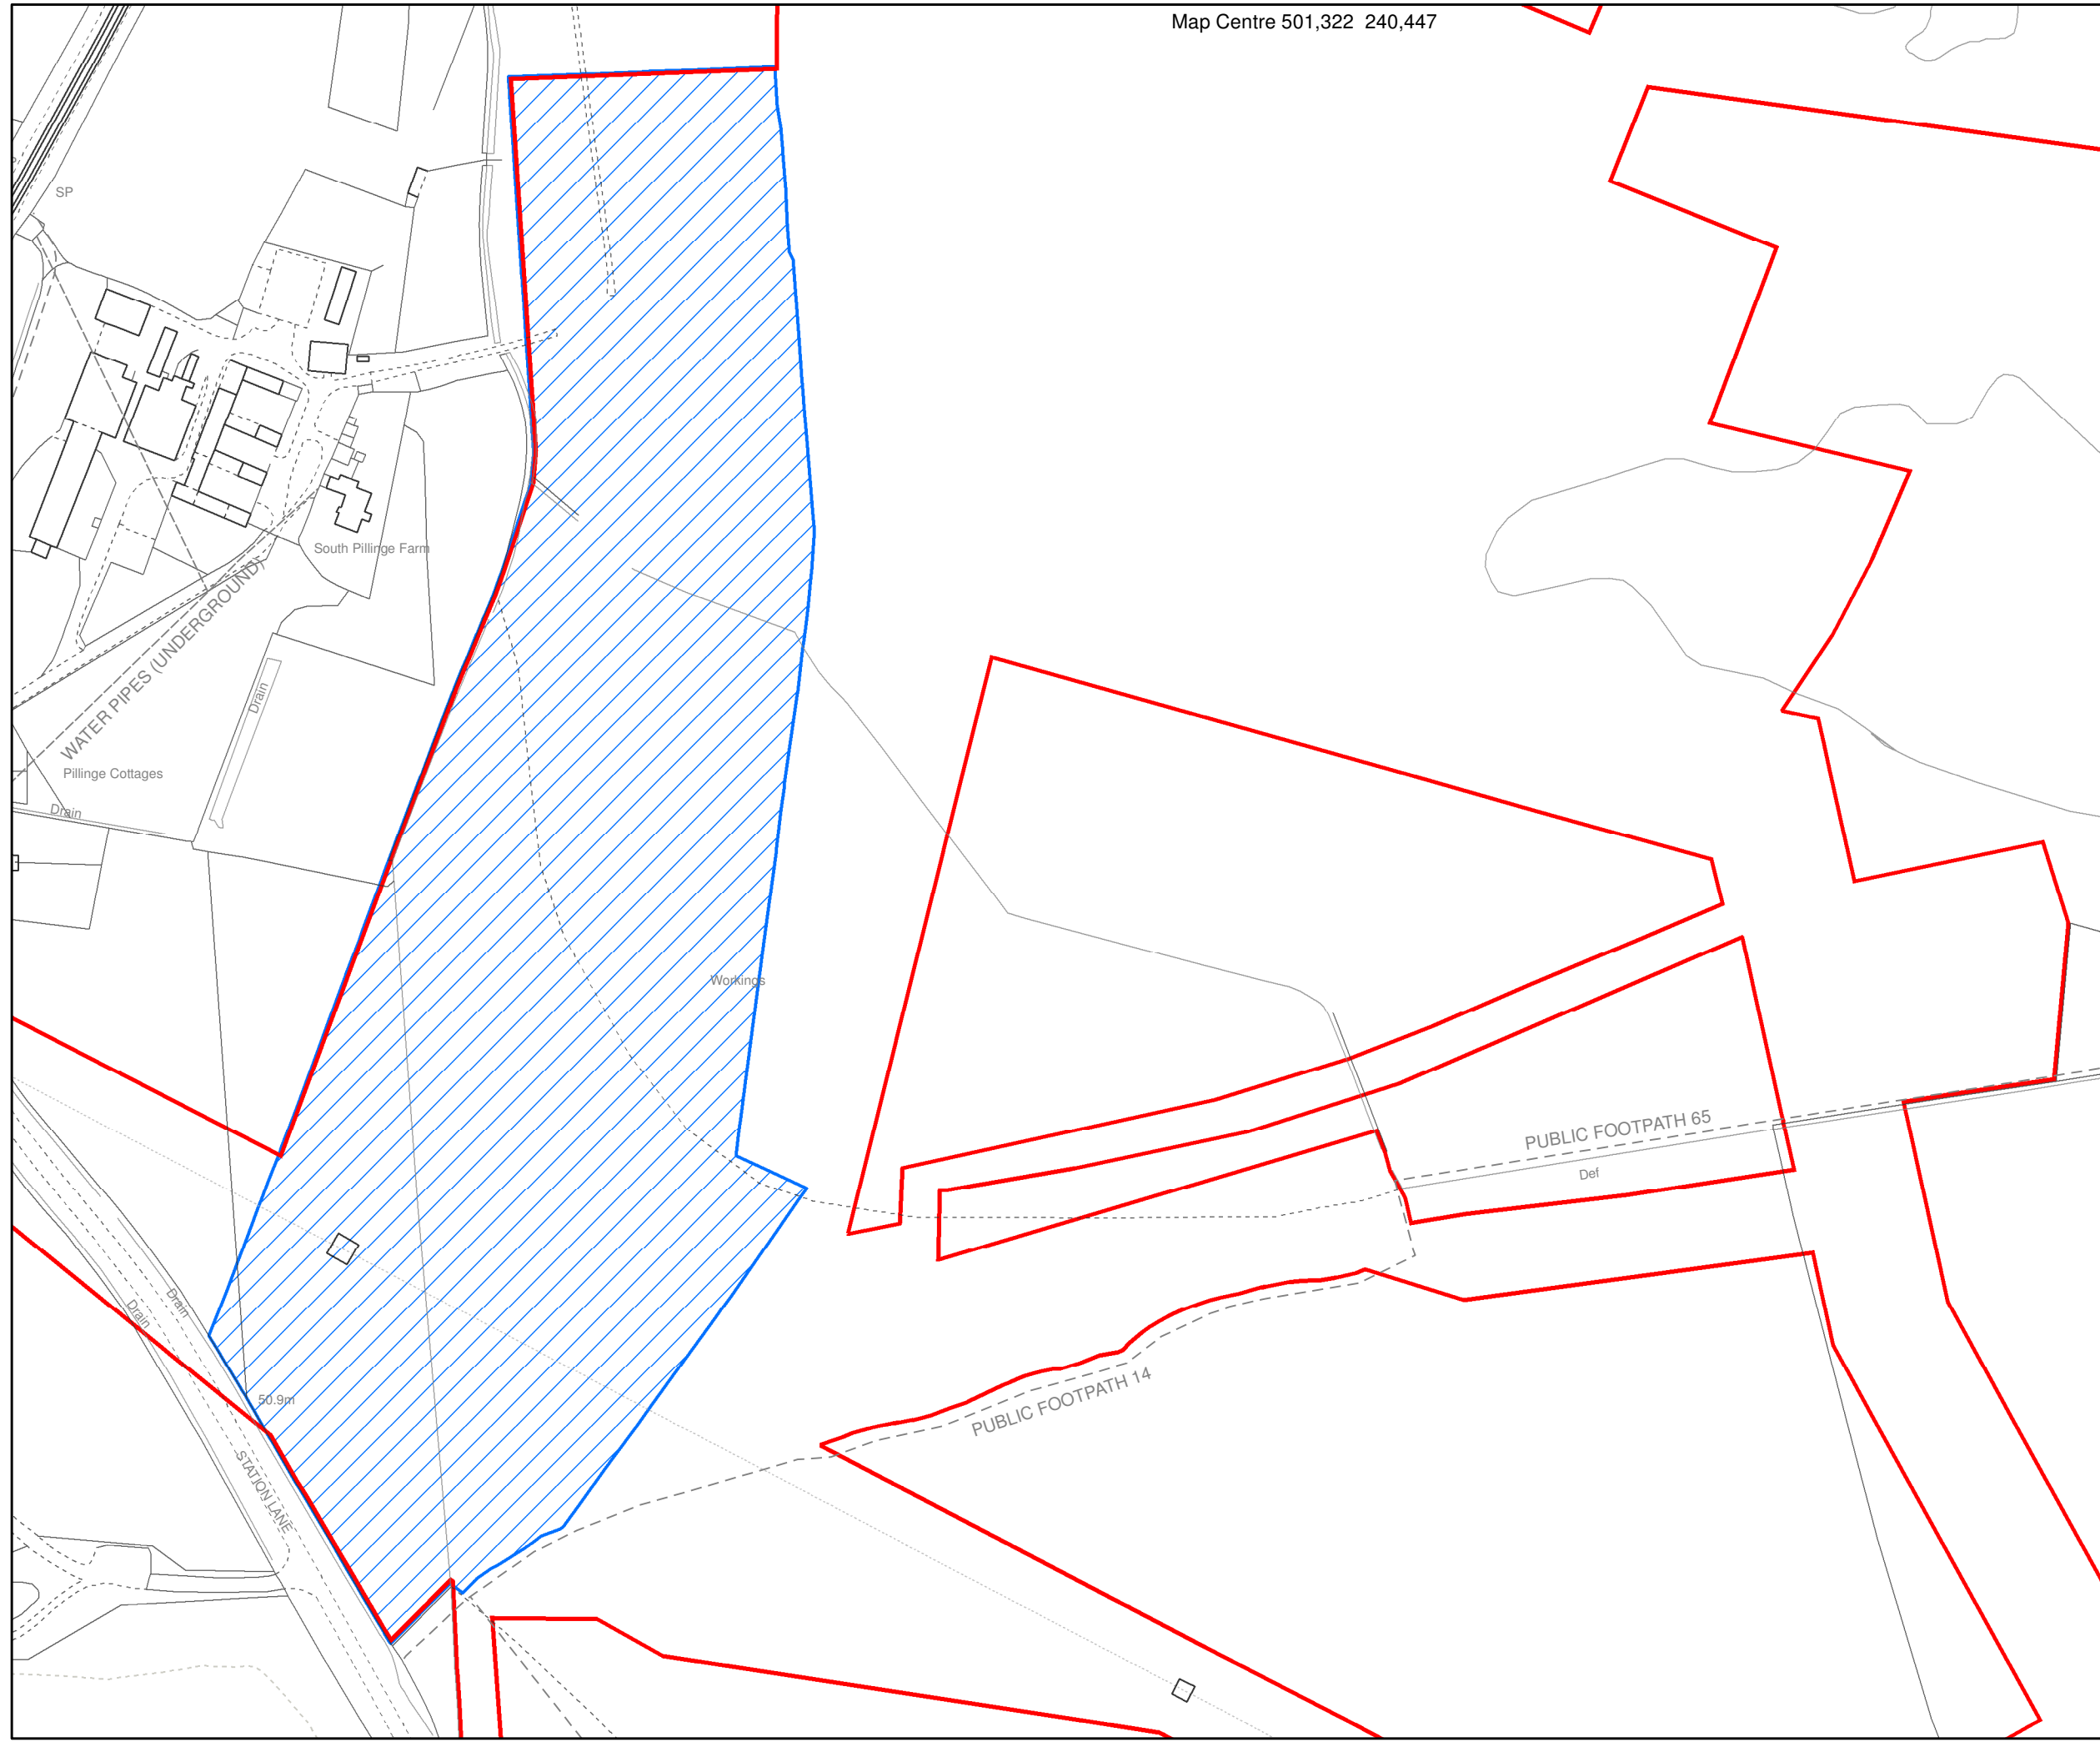 Map Centre 501,322 240,447
SP
South Pillinge Farm
WATER PIPES (UNDERGROUND)
Drain
Pillinge Cottages
Drain
Workings
PUBLIC FOOTPATH 65
Def
Drain
Drain
50.9m
PUBLIC FOOTPATH 14
STATION LANE